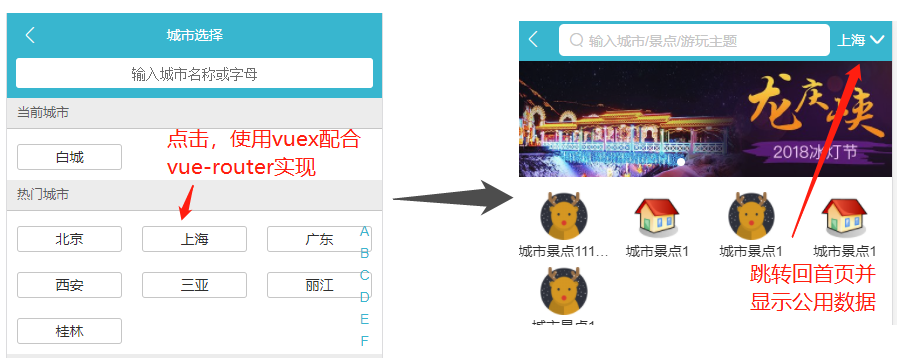 城市选择
输入城市名称或字母
当前城市
白城
点击，使用vuex配合
vue-router实现
热门城市
北京
上海
广东
西安
三亚
丽江
桂林
A
B
C
D
E
F
输入城市/景点/游玩主题
上海
龙庆峡
2018冰灯节
城市景点111...
城市景点1
城市景点1
城市景点1
城市景点1
跳转回首页并
显示公用数据